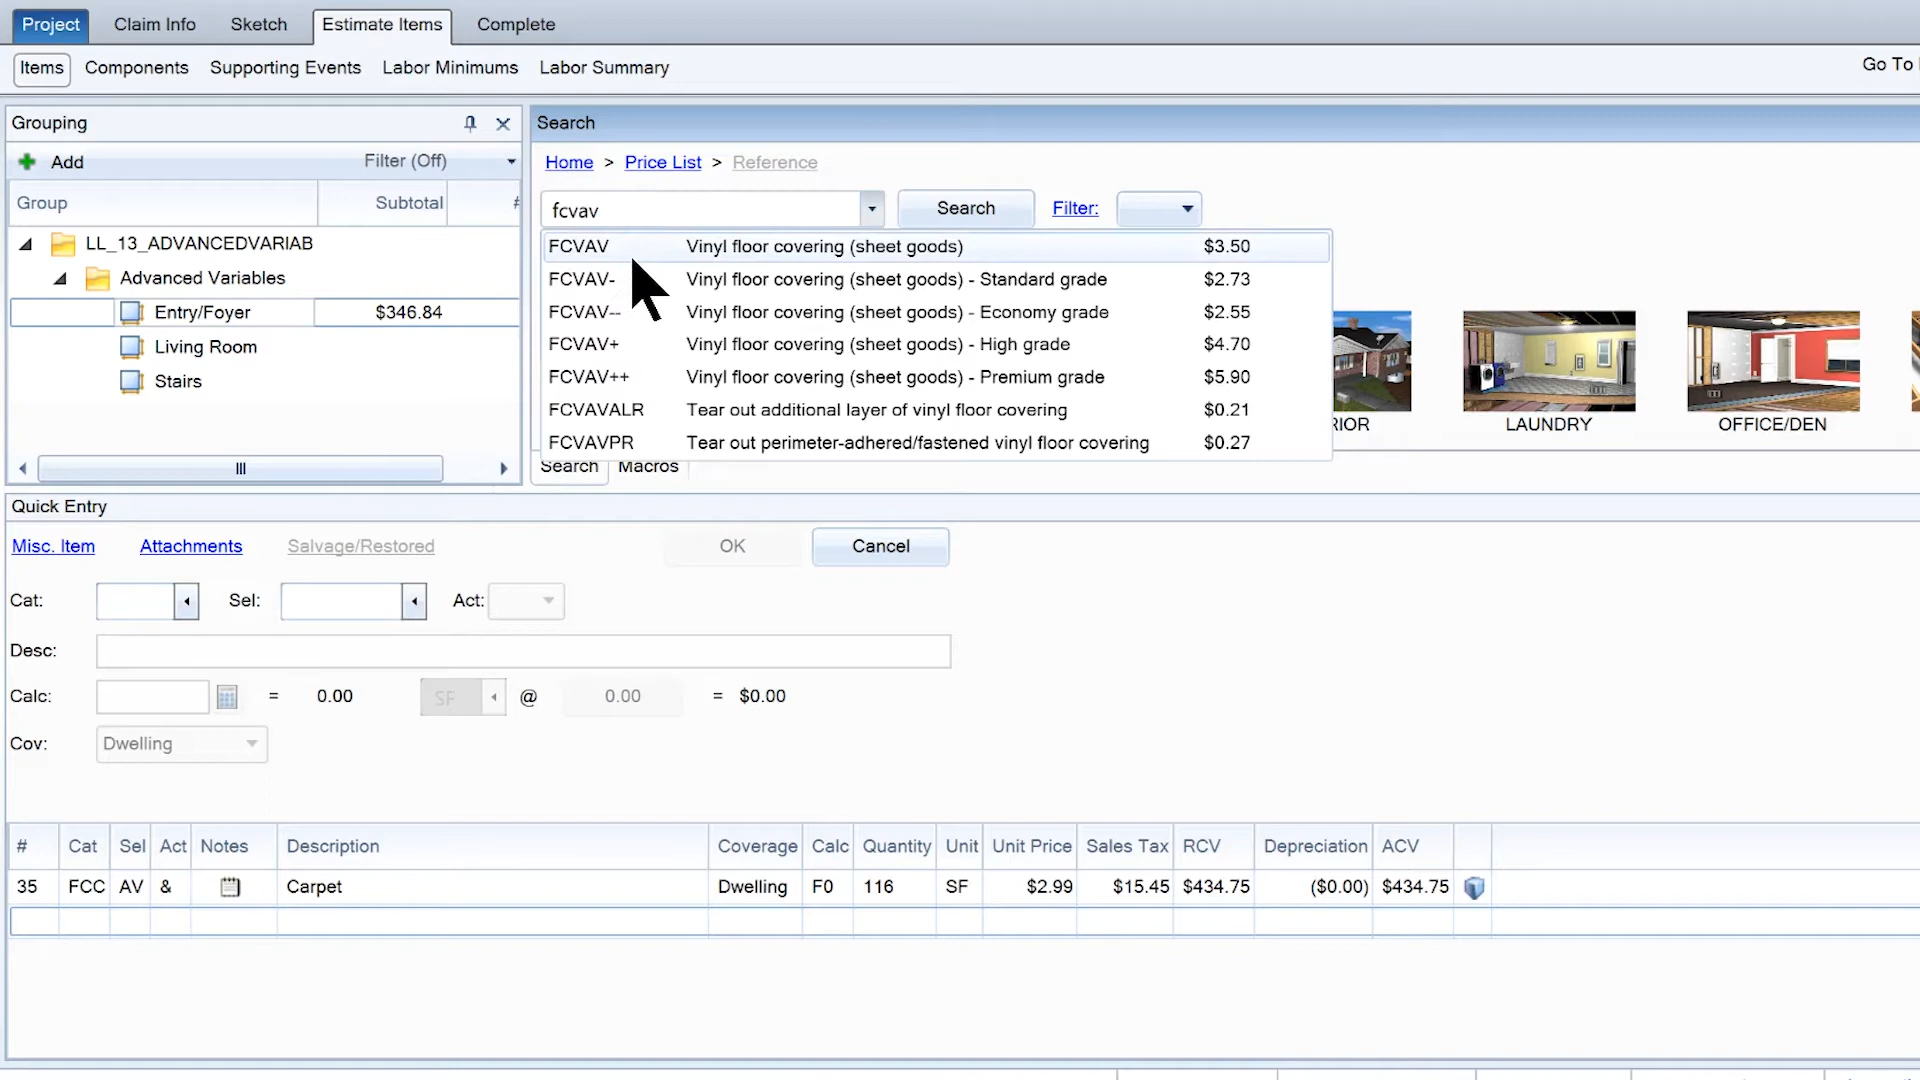 Project Claim Info Sketch Estimate Items Complete
Items Components Supporting Events Labor Minimums Labor Summary Go To
Grouping
Add Filter (Off)
Group Subtotal #
LL_13_ADVANCEDVARIAB
Advanced Variables
Entry/Foyer $346.84
Living Room
Stairs
Search
Home > Price List > Reference
fcvav Search Filter:
FCVAV Vinyl floor covering (sheet goods) $3.50
FCVAV- Vinyl floor covering (sheet goods) - Standard grade $2.73
FCVAV-- Vinyl floor covering (sheet goods) - Economy grade $2.55
FCVAV+ Vinyl floor covering (sheet goods) - High grade $4.70
FCVAV++ Vinyl floor covering (sheet goods) - Premium grade $5.90
FCVAVALR Tear out additional layer of vinyl floor covering $0.21
FCVAVPR Tear out perimeter-adhered/fastened vinyl floor covering $0.27
RIOR LAUNDRY OFFICE/DEN
Search Macros
Quick Entry
Misc. Item Attachments Salvage/Restored OK Cancel
Cat: Sel: Act:
Desc:
Calc: = 0.00 SF @ 0.00 = $0.00
Cov: Dwelling
# Cat Sel Act Notes Description Coverage Calc Quantity Unit Unit Price Sales Tax RCV Depreciation ACV
35 FCC AV & Carpet Dwelling F0 116 SF $2.99 $15.45 $434.75 ($0.00) $434.75